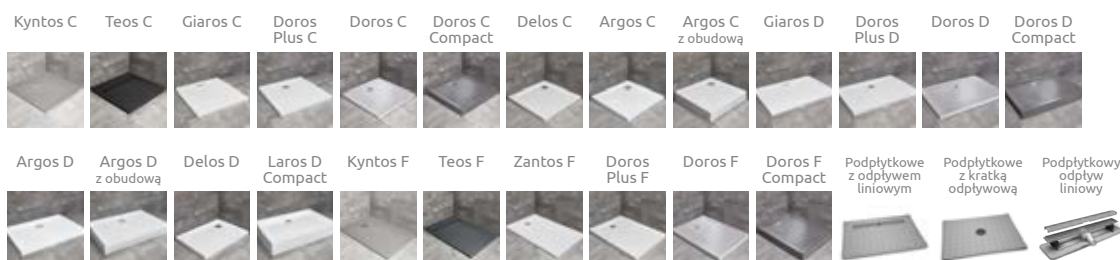 Kyntos C
Teos C
Giaros C
Doros
Plus C
Doros C
Doros C
Compact
Delos C
Argos C
Argos C
z obudową
Giaros D
Doros
Plus D
Doros D
Doros D
Compact
Argos D
Argos D
z obudową
Delos D
Laros D
Compact
Kyntos F
Teos F
Zantos F
Doros
Plus F
Doros F
Doros F
Compact
Podpłytkowe
z odpływem
liniowym
Podpłytkowe
z kratką
odpływową
Podpłytkowy
odpływ
liniowy